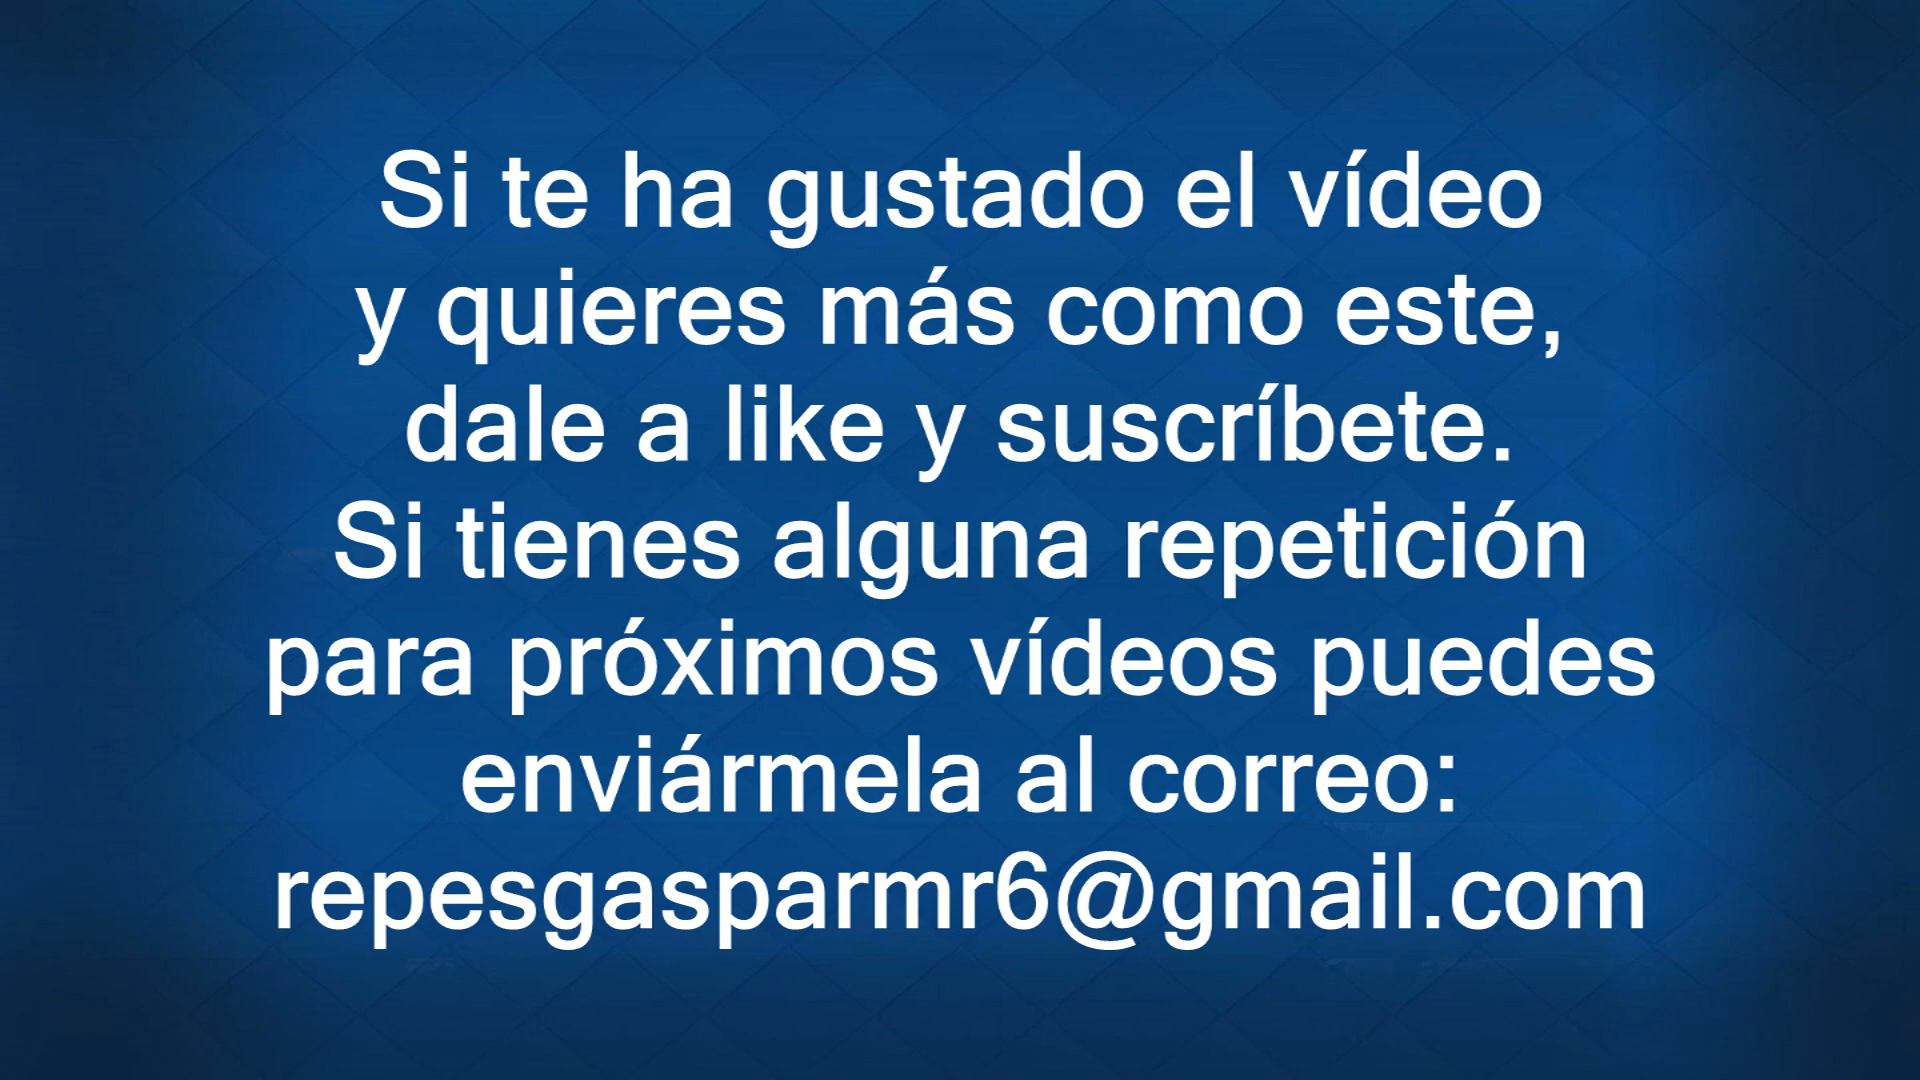 Si te ha gustado el vídeo
y quieres más como este,
dale a like y suscríbete.
Si tienes alguna repetición
para próximos vídeos puedes
enviármela al correo:
repesgasparmr6@gmail.com